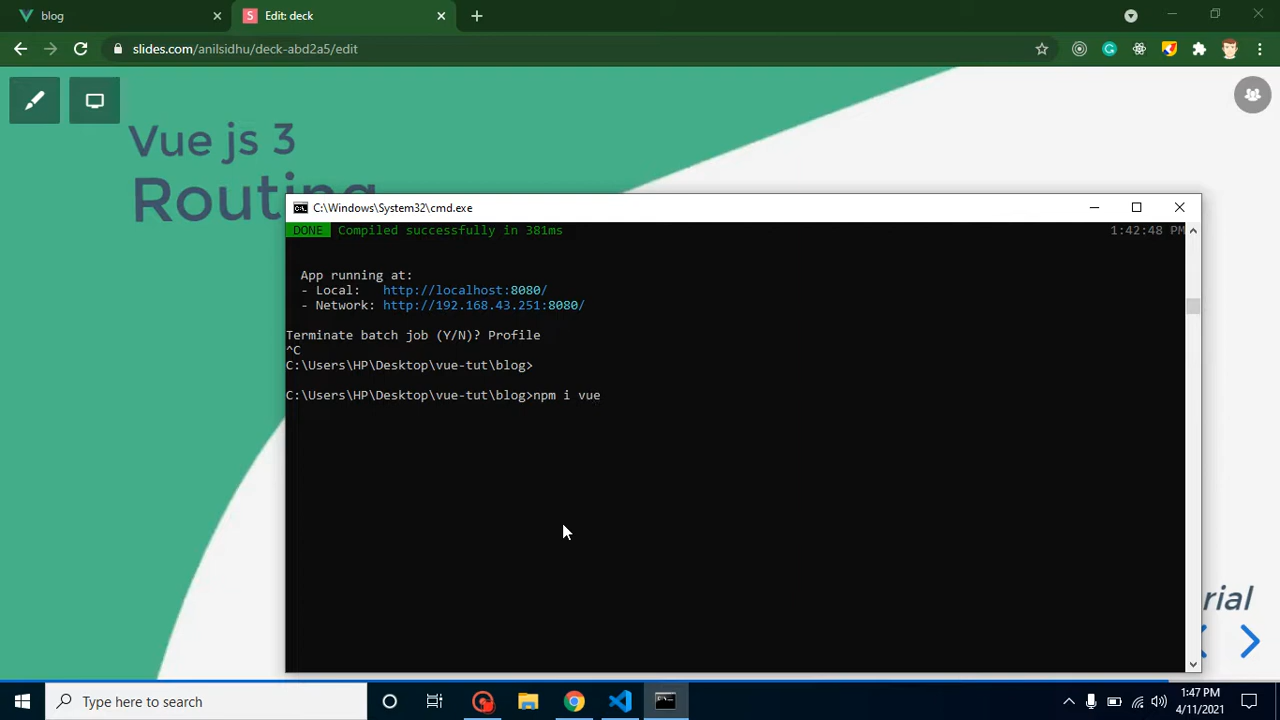 blog
Edit: deck
slides.com/anilsidhu/deck-abd2a5/edit
Vue js 3
Routing
C:\Windows\System32\cmd.exe
DONE Compiled successfully in 381ms 1:42:48 PM
App running at:
- Local: http://localhost:8080/
- Network: http://192.168.43.251:8080/
Terminate batch job (Y/N)? Profile
^C
C:\Users\HP\Desktop\vue-tut\blog>
C:\Users\HP\Desktop\vue-tut\blog>npm i vue
rial
Type here to search
1:47 PM
4/11/2021